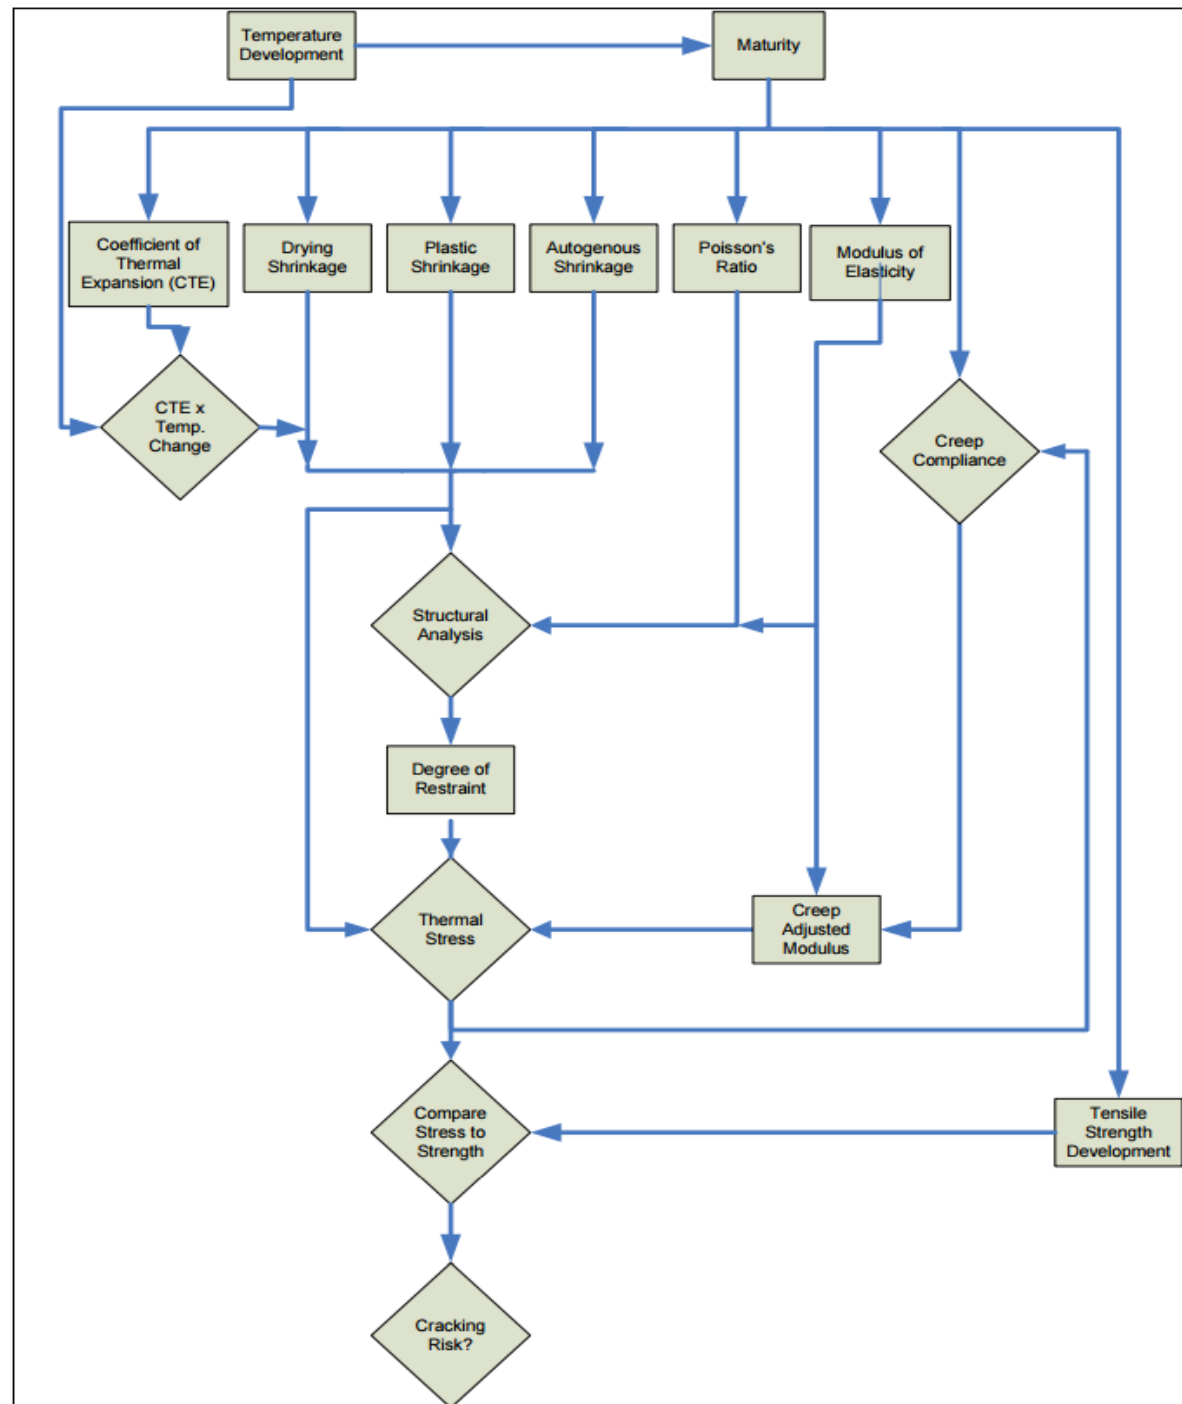 Temperature
Development
Maturity
Coefficient of
Thermal
Expansion (CTE)
Drying
Shrinkage
Plastic
Shrinkage
Autogenous
Shrinkage
Poisson's
Ratio
Modulus of
Elasticity
CTE x
Temp.
Change
Creep
Compliance
Structural
Analysis
Degree of
Restraint
Thermal
Stress
Creep
Adjusted
Modulus
Compare
Stress to
Strength
Tensile
Strength
Development
Cracking
Risk?